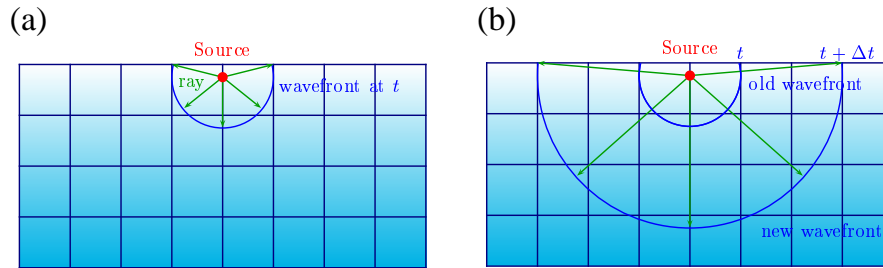 (a)
Source
ray
wavefront at t
(b)
Source
t
t + Δt
old wavefront
new wavefront